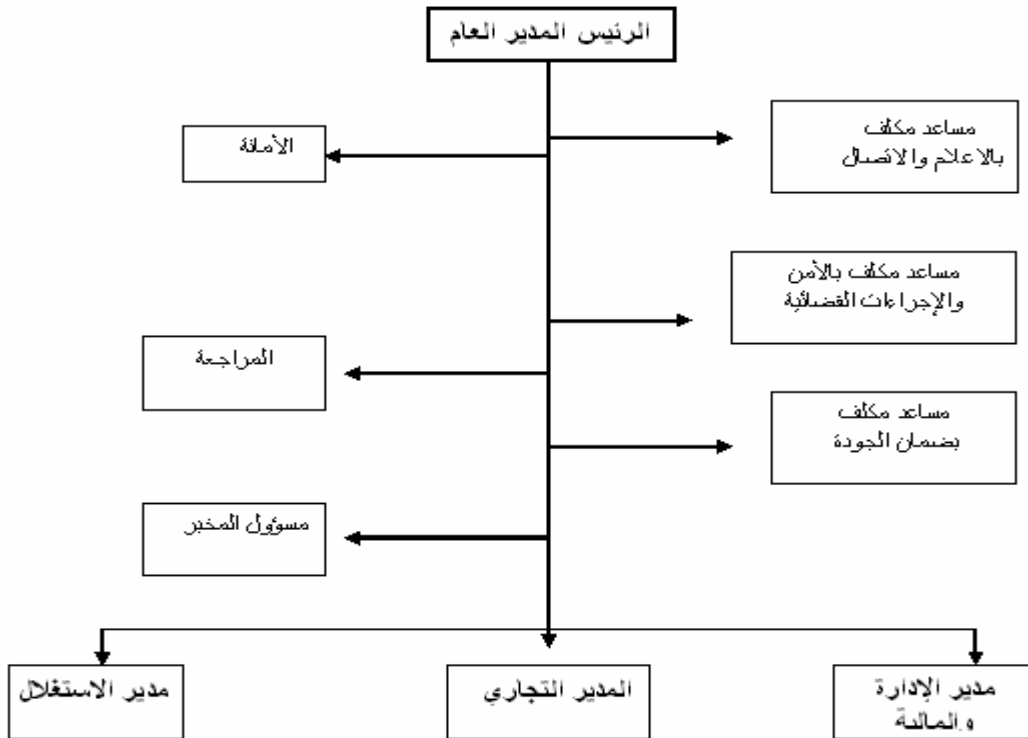 الرئيس المدير العام
مساعد مكلف
بالاعلام والاتصال
الأمانة
مساعد مكلف بالأمن
والإجراءات القضائية
المراجعة
مساعد مكلف
بضمان الجودة
مسؤول المخبر
مدير الإدارة
والمالية
المدير التجاري
مدير الاستغلال